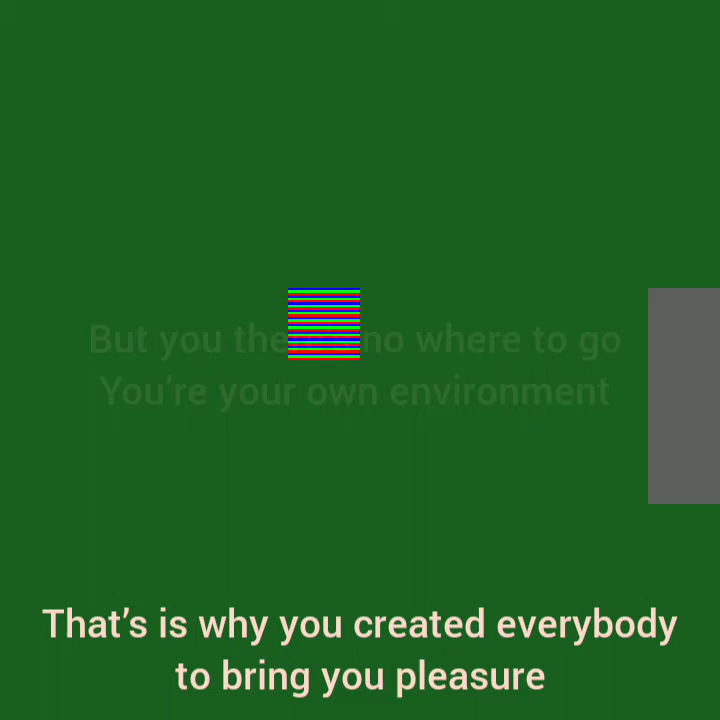 But you there's no where to go
You're your own environment
That's is why you created everybody
to bring you pleasure